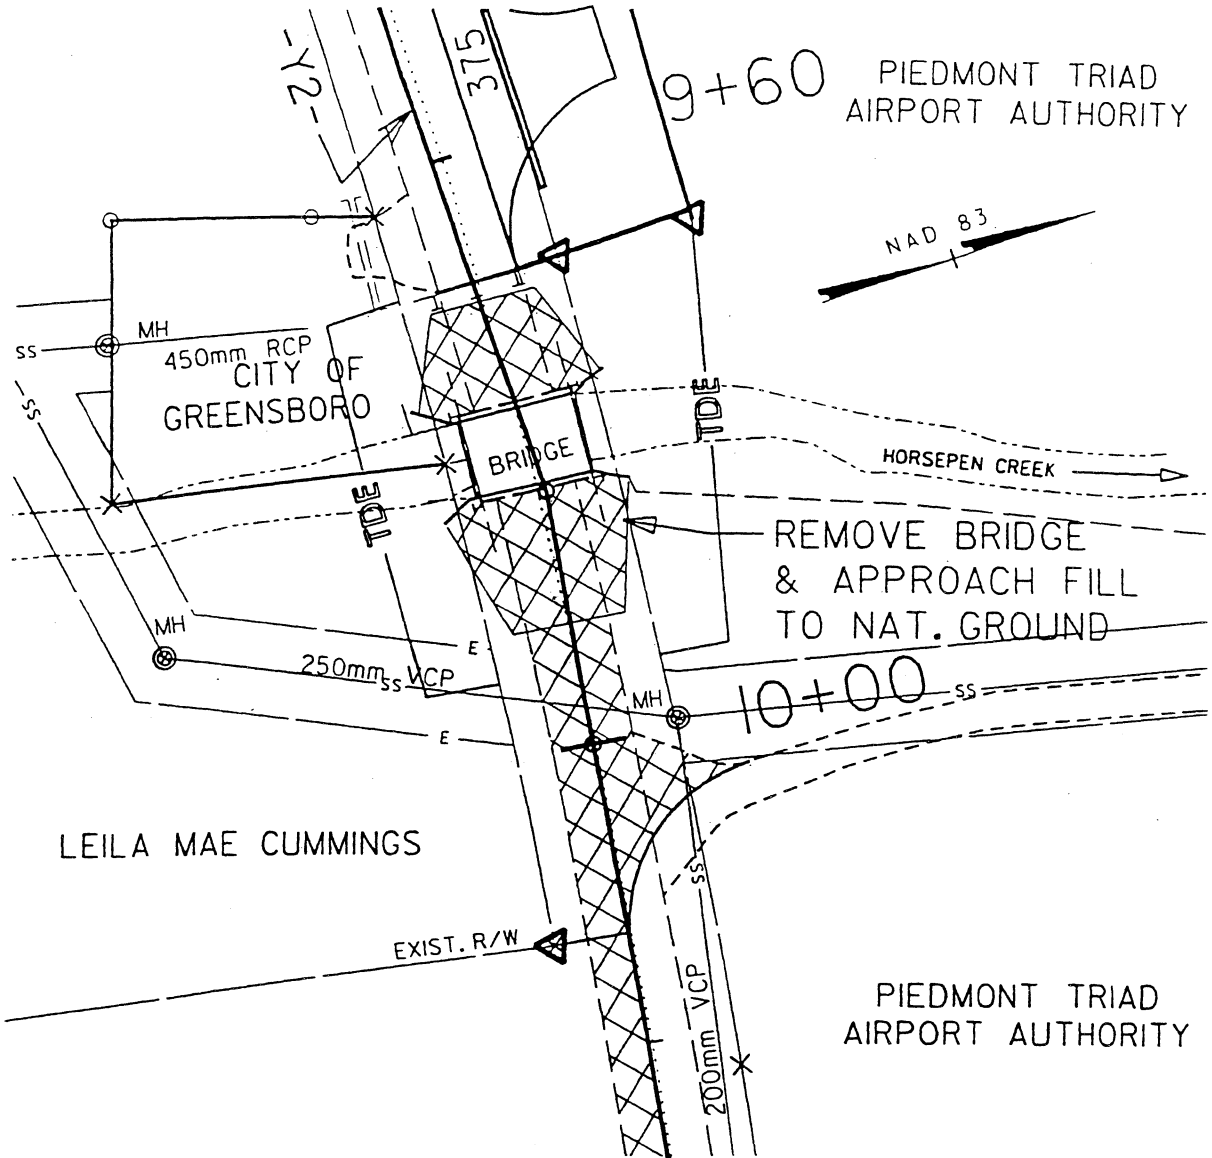 -Y2-
375
9+60
PIEDMONT TRIAD
AIRPORT AUTHORITY
NAD 83
MH
SS
450mm RCP
CITY OF
GREENSBORO
SS
TDE
BRIDGE
HORSEPEN CREEK
TDE
REMOVE BRIDGE
& APPROACH FILL
TO NAT. GROUND
MH
E
250mm VCP
SS
MH
10+00
SS
E
LEILA MAE CUMMINGS
SS
EXIST. R/W
200mm VCP
PIEDMONT TRIAD
AIRPORT AUTHORITY